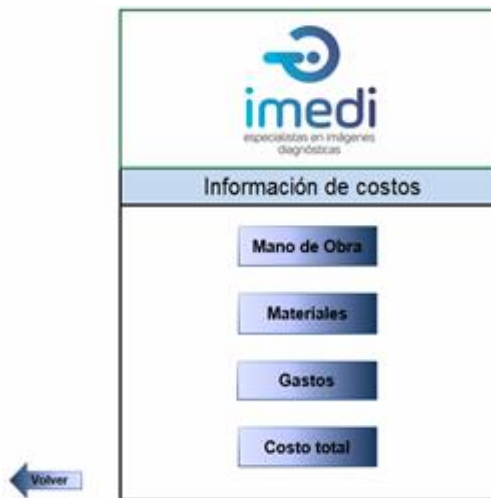 imedi
especialistas en imágenes
diagnósticas
Información de costos
Mano de Obra
Materiales
Gastos
Costo total
Volver